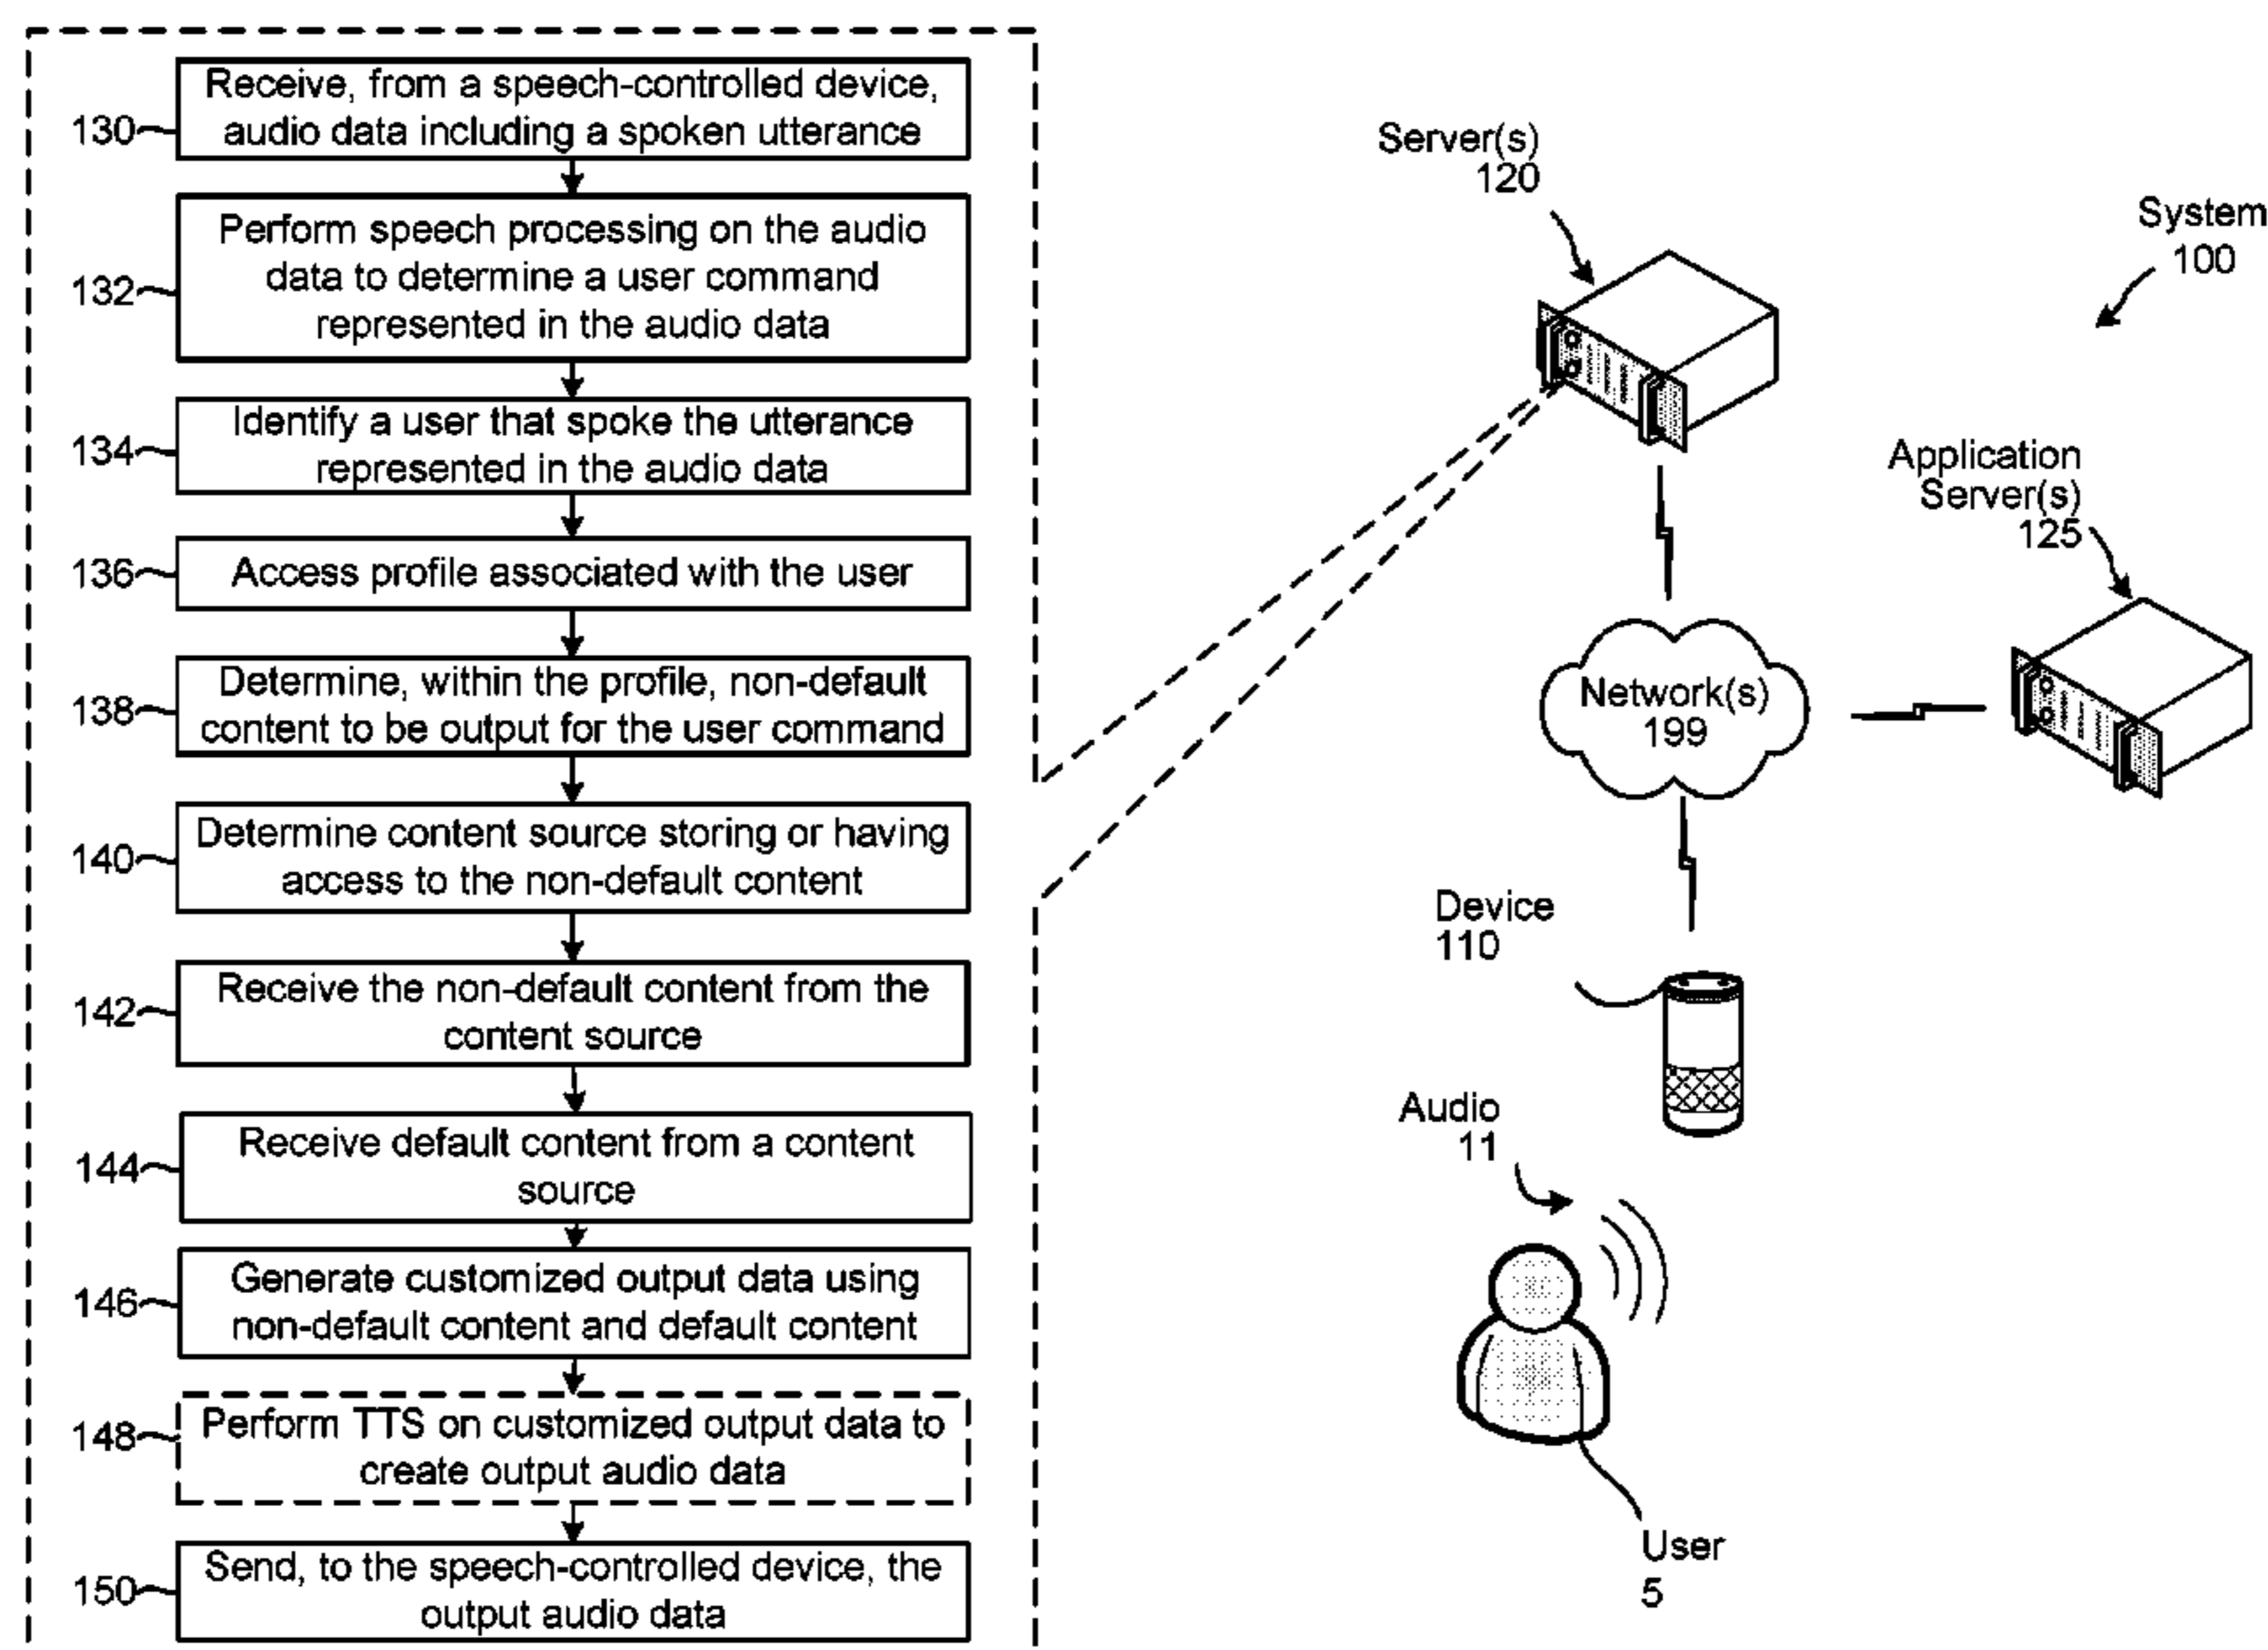 130
Receive, from a speech-controlled device,
audio data including a spoken utterance
132
Perform speech processing on the audio
data to determine a user command
represented in the audio data
134
Identify a user that spoke the utterance
represented in the audio data
136
Access profile associated with the user
138
Determine, within the profile, non-default
content to be output for the user command
140
Determine content source storing or having
access to the non-default content
142
Receive the non-default content from the
content source
144
Receive default content from a content
source
146
Generate customized output data using
non-default content and default content
148
Perform TTS on customized output data to
create output audio data
150
Send, to the speech-controlled device, the
output audio data
Server(s)
120
System
100
Application
Server(s)
125
Network(s)
199
Device
110
Audio
11
User
5